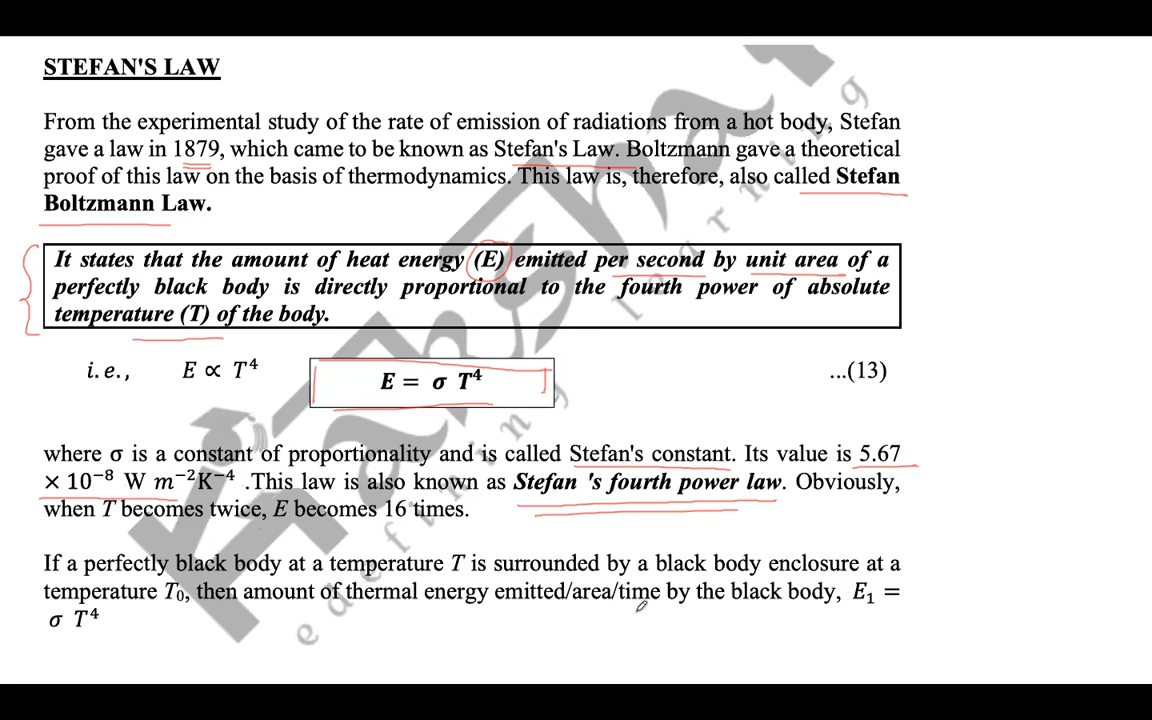 STEFAN'S LAW
From the experimental study of the rate of emission of radiations from a hot body, Stefan
gave a law in 1879, which came to be known as Stefan's Law. Boltzmann gave a theoretical
proof of this law on the basis of thermodynamics. This law is, therefore, also called Stefan
Boltzmann Law.
It states that the amount of heat energy (E) emitted per second by unit area of a
perfectly black body is directly proportional to the fourth power of absolute
temperature (T) of the body.
i.e., E ∝ T⁴ E = σ T⁴ ...(13)
where σ is a constant of proportionality and is called Stefan's constant. Its value is 5.67
× 10⁻⁸ W m⁻²K⁻⁴ .This law is also known as Stefan 's fourth power law. Obviously,
when T becomes twice, E becomes 16 times.
If a perfectly black body at a temperature T is surrounded by a black body enclosure at a
temperature T₀, then amount of thermal energy emitted/area/time by the black body, E₁ =
σ T⁴